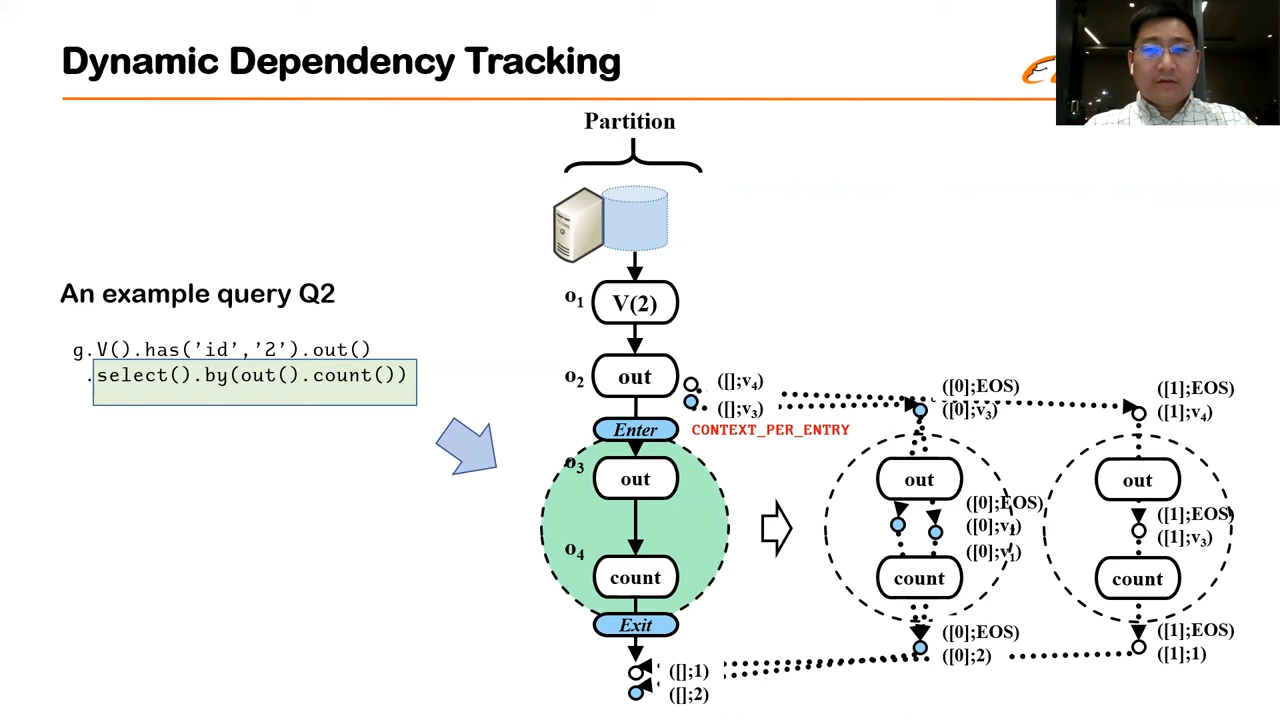 Dynamic Dependency Tracking
Partition
o1
V(2)
An example query Q2
g.V().has('id','2').out()
.select().by(out().count())
o2
out
([];v4)
([];v3)
Enter
CONTEXT_PER_ENTRY
([0];EOS)
([0];v3)
([1];EOS)
([1];v4)
o3
out
out
out
([0];EOS)
([0];v1)
([1];EOS)
([1];v3)
o4
count
count
count
Exit
([0];EOS)
([0];2)
([1];EOS)
([1];1)
([];1)
([];2)